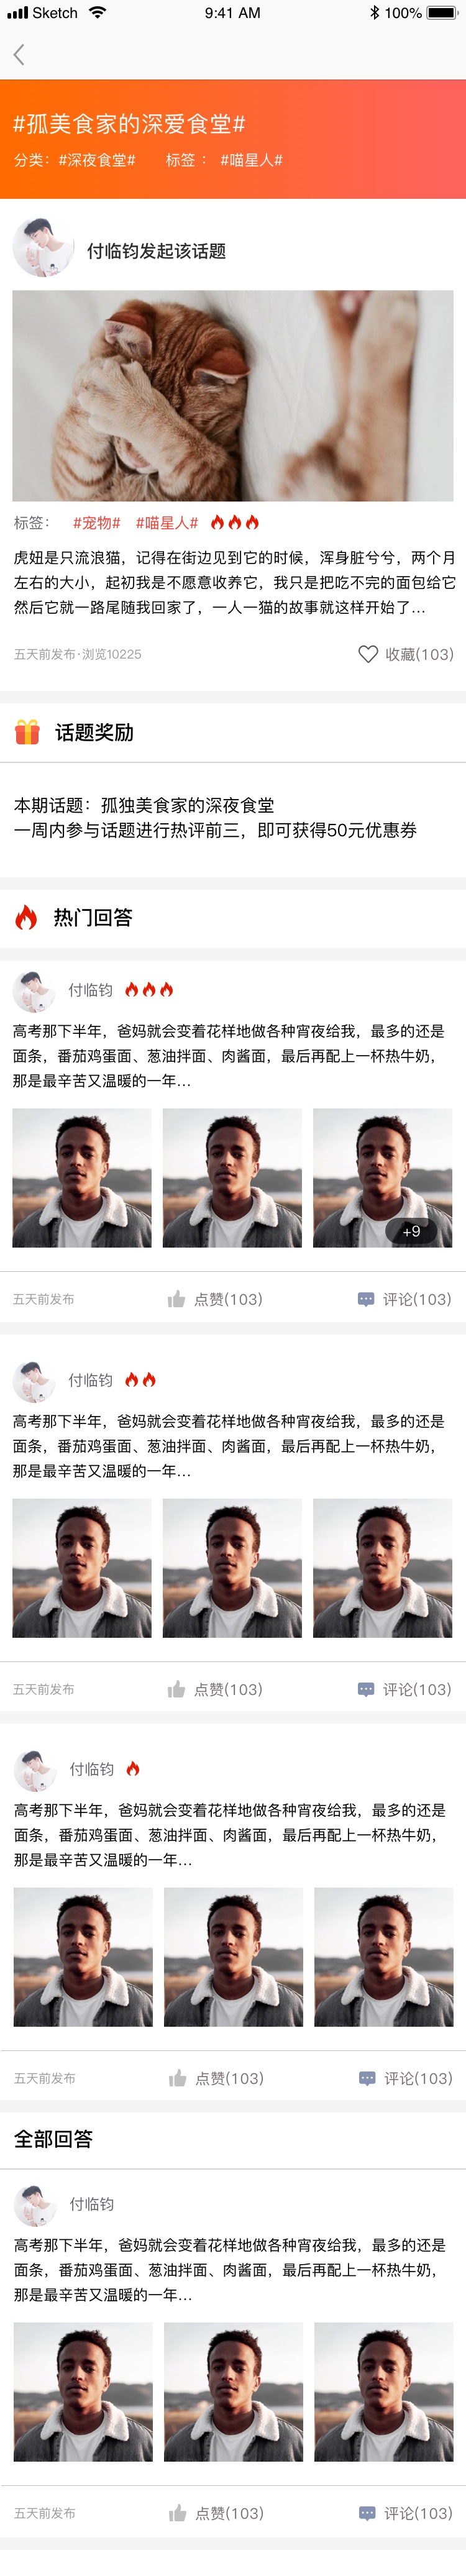 Sketch 9:41 AM 100%
#孤美食家的深爱食堂#
分类：#深夜食堂# 标签 ： #喵星人#
付临钧发起该话题
标签： #宠物# #喵星人#
虎妞是只流浪猫，记得在街边见到它的时候，浑身脏兮兮，两个月
左右的大小，起初我是不愿意收养它，我只是把吃不完的面包给它
然后它就一路尾随我回家了，一人一猫的故事就这样开始了...
五天前发布·浏览10225 收藏(103)
话题奖励
本期话题：孤独美食家的深夜食堂
一周内参与话题进行热评前三，即可获得50元优惠券
热门回答
付临钧
高考那下半年，爸妈就会变着花样地做各种宵夜给我，最多的还是
面条，番茄鸡蛋面、葱油拌面、肉酱面，最后再配上一杯热牛奶，
那是最辛苦又温暖的一年...
+9
五天前发布 点赞(103) 评论(103)
付临钧
高考那下半年，爸妈就会变着花样地做各种宵夜给我，最多的还是
面条，番茄鸡蛋面、葱油拌面、肉酱面，最后再配上一杯热牛奶，
那是最辛苦又温暖的一年...
五天前发布 点赞(103) 评论(103)
付临钧
高考那下半年，爸妈就会变着花样地做各种宵夜给我，最多的还是
面条，番茄鸡蛋面、葱油拌面、肉酱面，最后再配上一杯热牛奶，
那是最辛苦又温暖的一年...
五天前发布 点赞(103) 评论(103)
全部回答
付临钧
高考那下半年，爸妈就会变着花样地做各种宵夜给我，最多的还是
面条，番茄鸡蛋面、葱油拌面、肉酱面，最后再配上一杯热牛奶，
那是最辛苦又温暖的一年...
五天前发布 点赞(103) 评论(103)